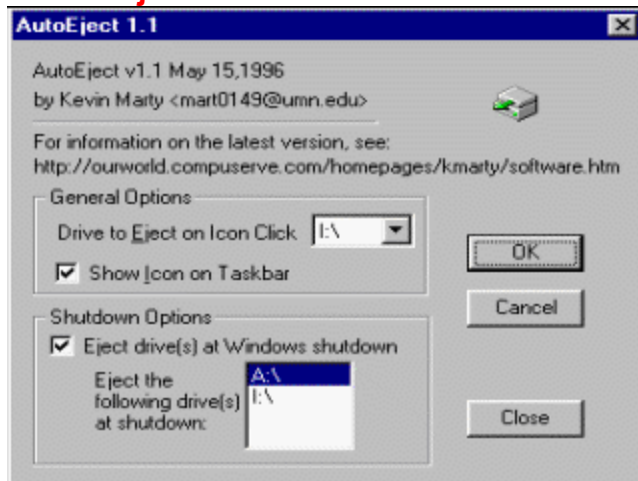 AutoEject 1.1
AutoEject v1.1 May 15,1996
by Kevin Marty <mart0149@umn.edu>
For information on the latest version, see:
http://ourworld.compuserve.com/homepages/kmarty/software.htm
General Options
Drive to Eject on Icon Click I:\
Show Icon on Taskbar
OK
Cancel
Shutdown Options
Eject drive(s) at Windows shutdown
Eject the
following drive(s)
at shutdown:
A:\
I:\
Close